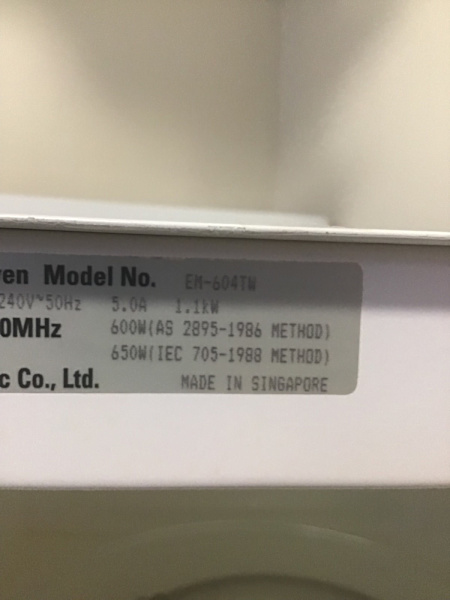 ven Model No. EM-604TW
240V~50Hz 5.0A 1.1kW
0MHz 600W(AS 2895-1986 METHOD)
650W(IEC 705-1988 METHOD)
c Co., Ltd. MADE IN SINGAPORE